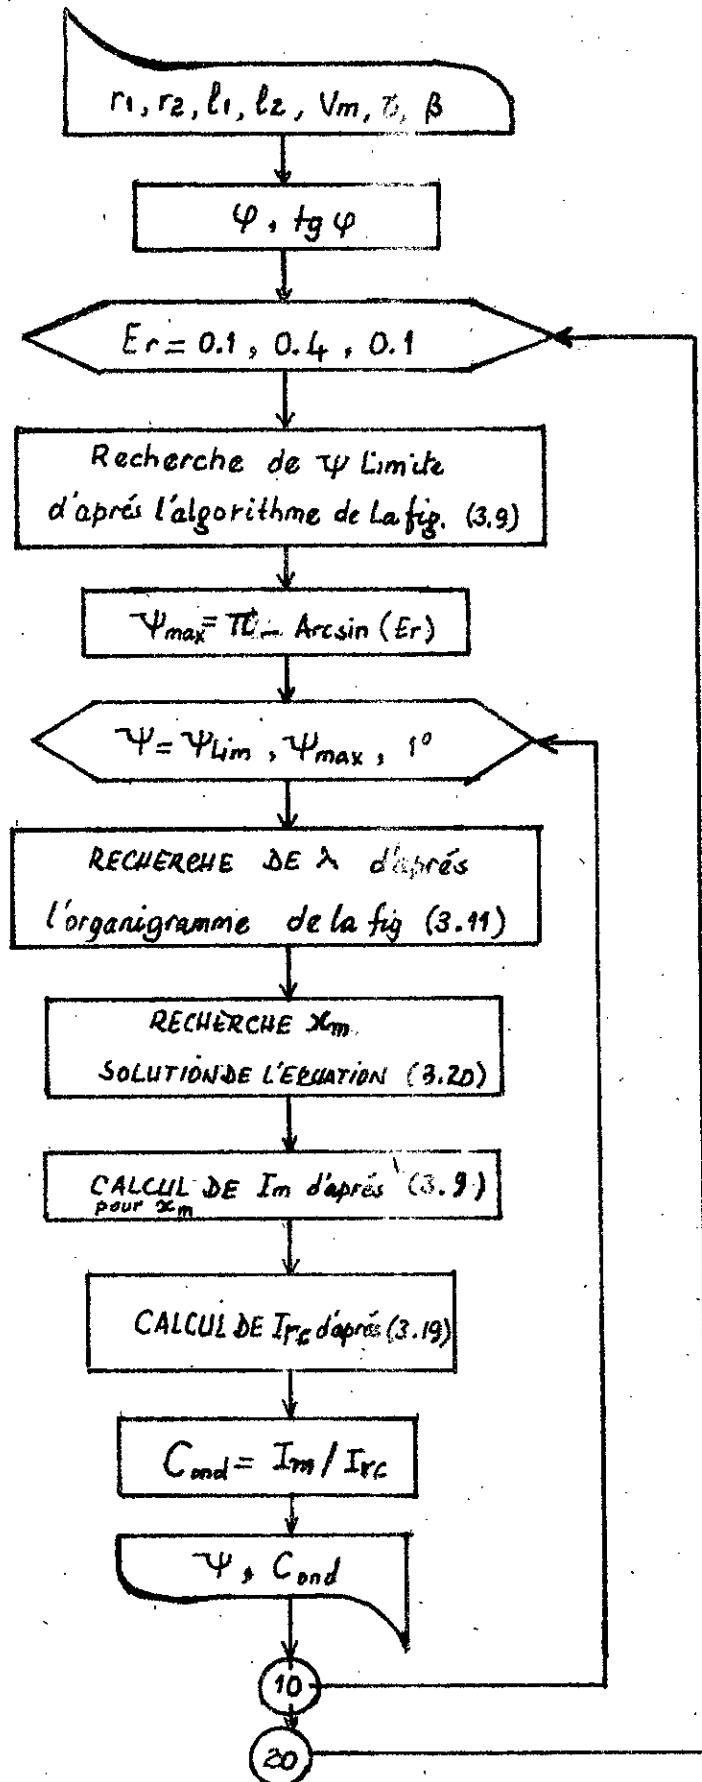 r1, r2, l1, l2, Vm, τ, β
φ, tg φ
Er = 0.1, 0.4, 0.1
Recherche de Ψ Limite
d'aprés l'algorithme de La fig. (3.9)
Ψmax = π - Arcsin (Er)
Ψ = ΨLim, Ψmax, 1°
RECHERCHE DE λ d'aprés
l'organigramme de la fig (3.11)
RECHERCHE xm
SOLUTION DE L'EQUATION (3.20)
CALCUL DE Im d'aprés (3.9)
pour xm
CALCUL DE Irc d'aprés (3.19)
Cond = Im / Irc
Ψ, Cond
10
20